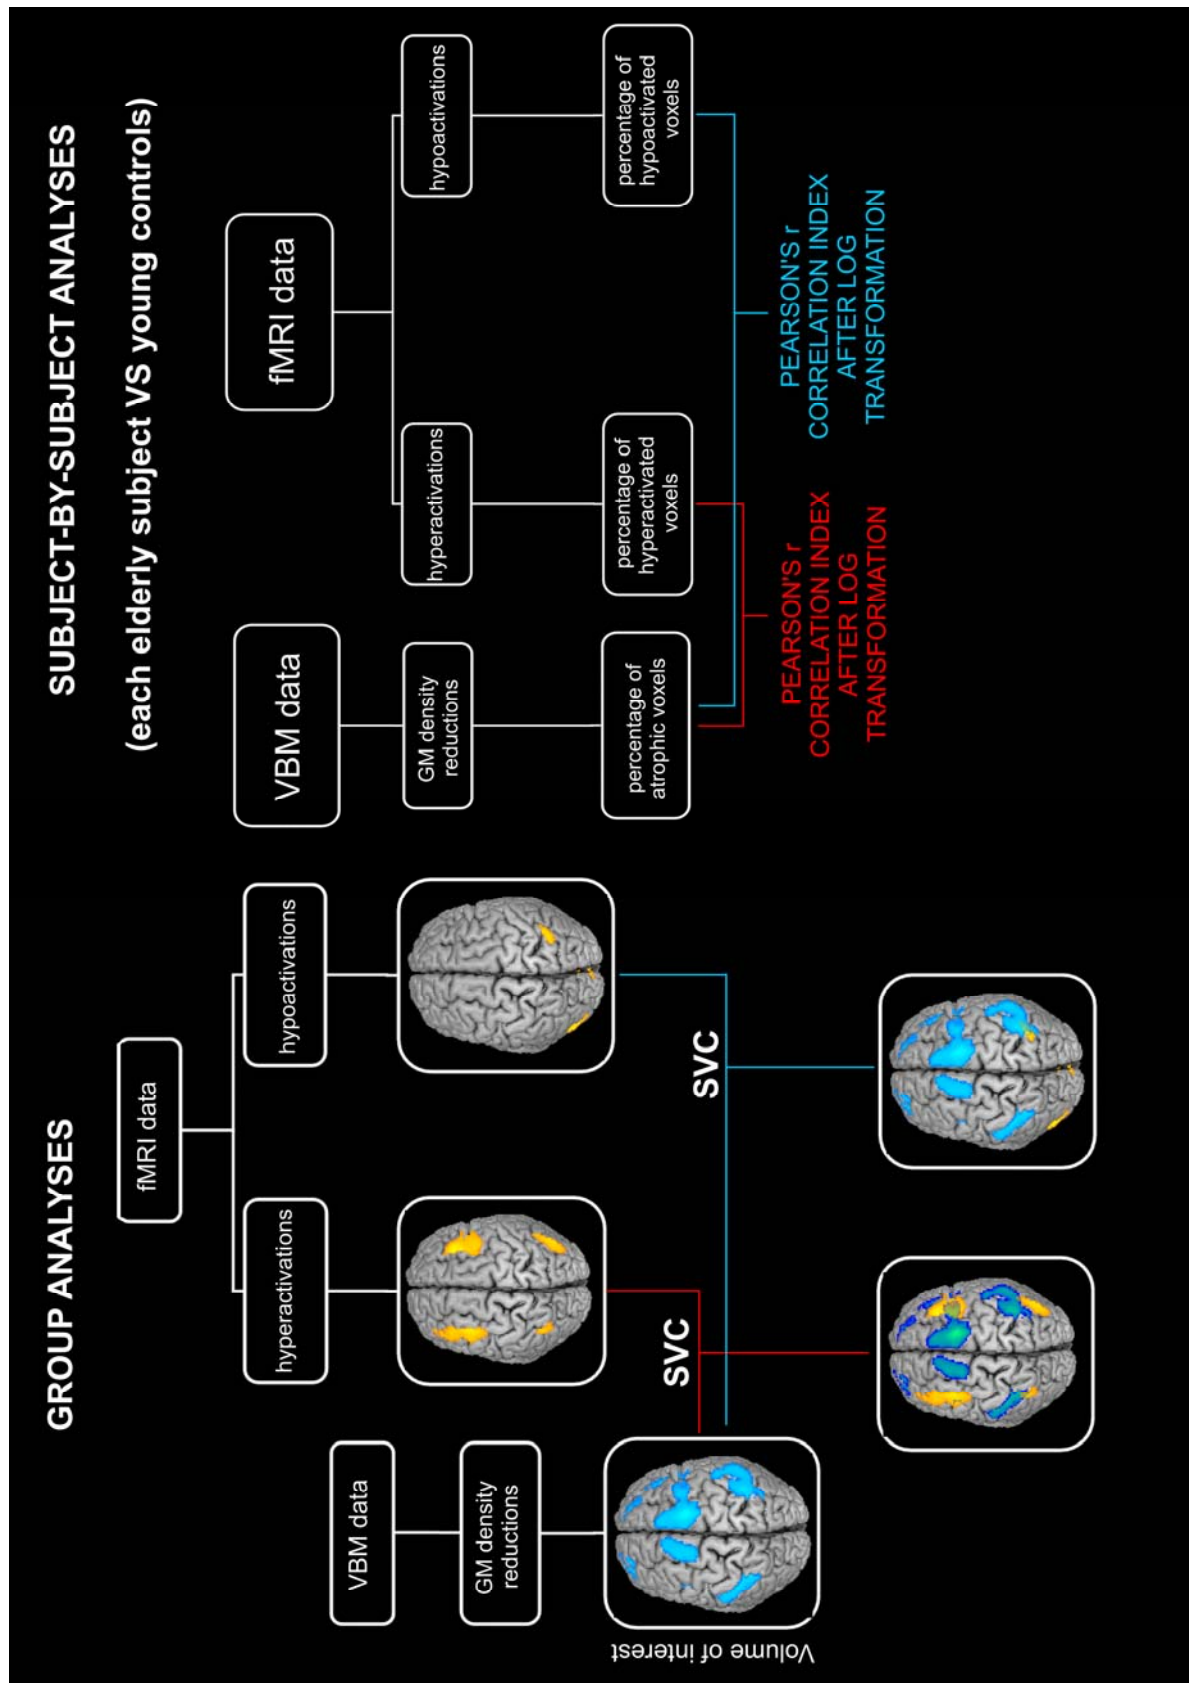 GROUP ANALYSES
fMRI data
hyperactivations
hypoactivations
VBM data
GM density
reductions
Volume of interest
SVC
SVC
SUBJECT-BY-SUBJECT ANALYSES
(each elderly subject VS young controls)
VBM data
fMRI data
GM density
reductions
hyperactivations
hypoactivations
percentage of
atrophic voxels
percentage of
hyperactivated
voxels
percentage of
hypoactivated
voxels
PEARSON'S r
CORRELATION INDEX
AFTER LOG
TRANSFORMATION
PEARSON'S r
CORRELATION INDEX
AFTER LOG
TRANSFORMATION